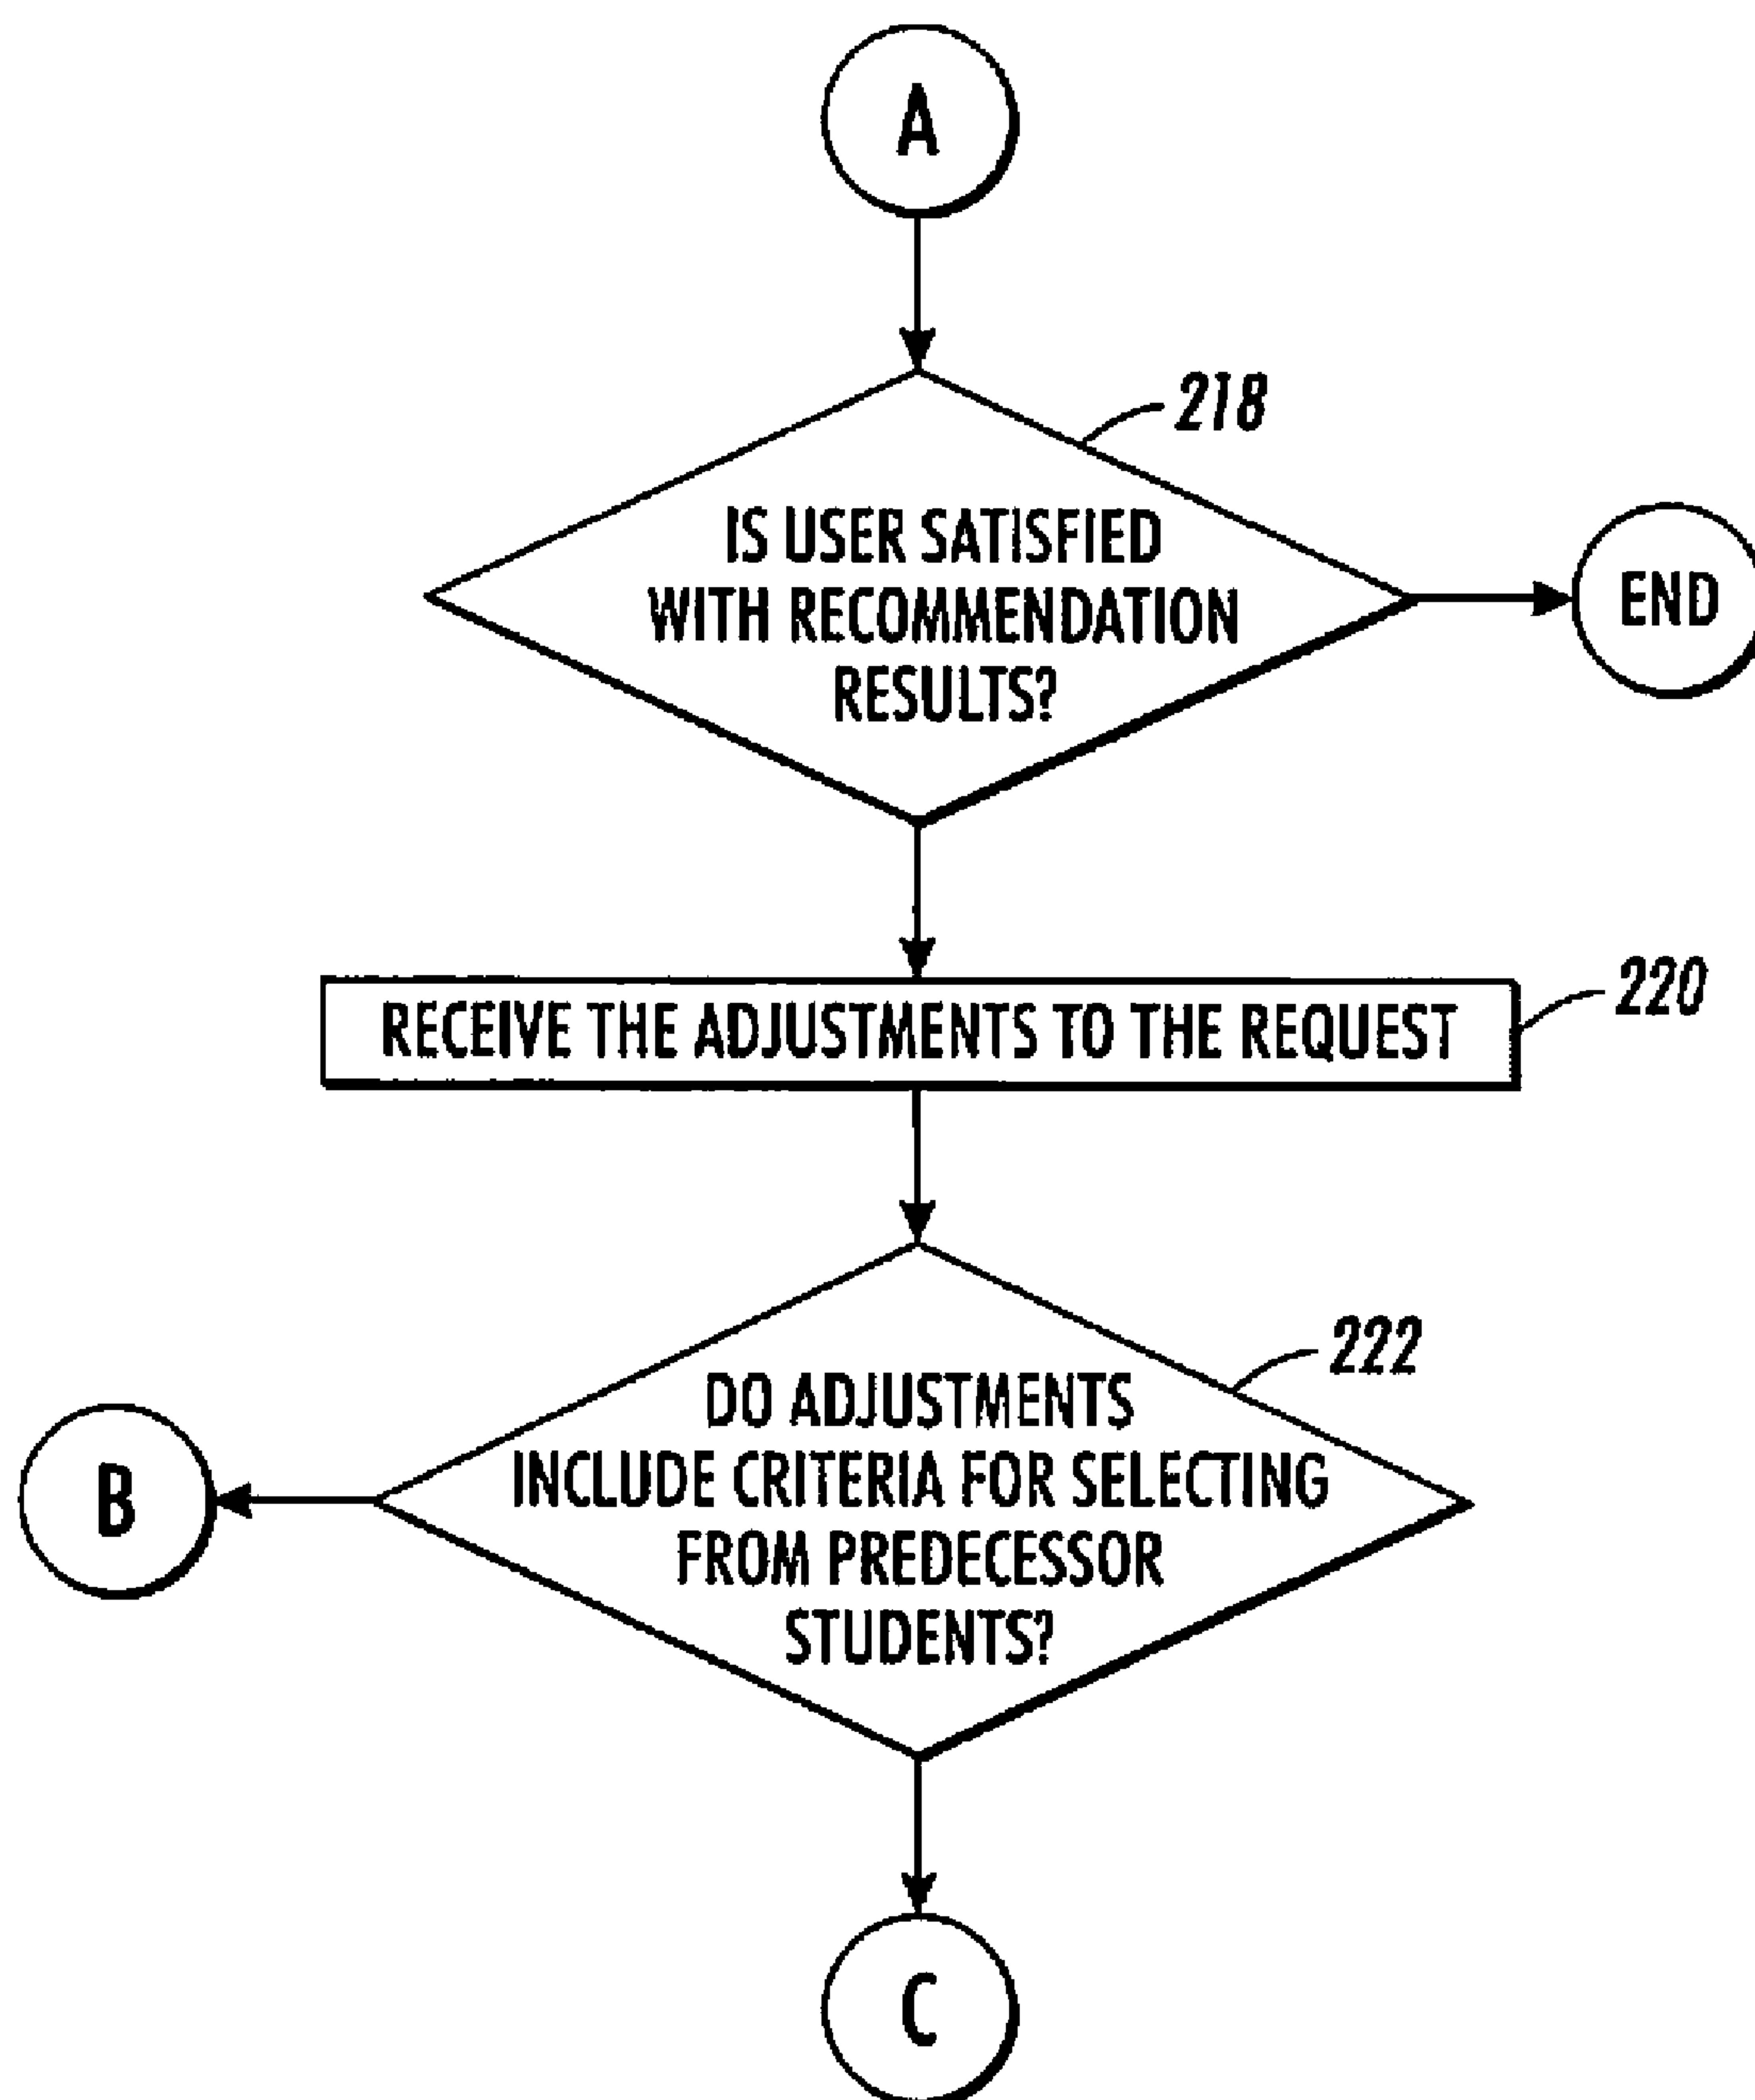 A
218
IS USER SATISFIED
WITH RECOMMENDATION
RESULTS?
END
RECEIVE THE ADJUSTMENTS TO THE REQUEST
220
222
DO ADJUSTMENTS
INCLUDE CRITERIA FOR SELECTING
FROM PREDECESSOR
STUDENTS?
B
C